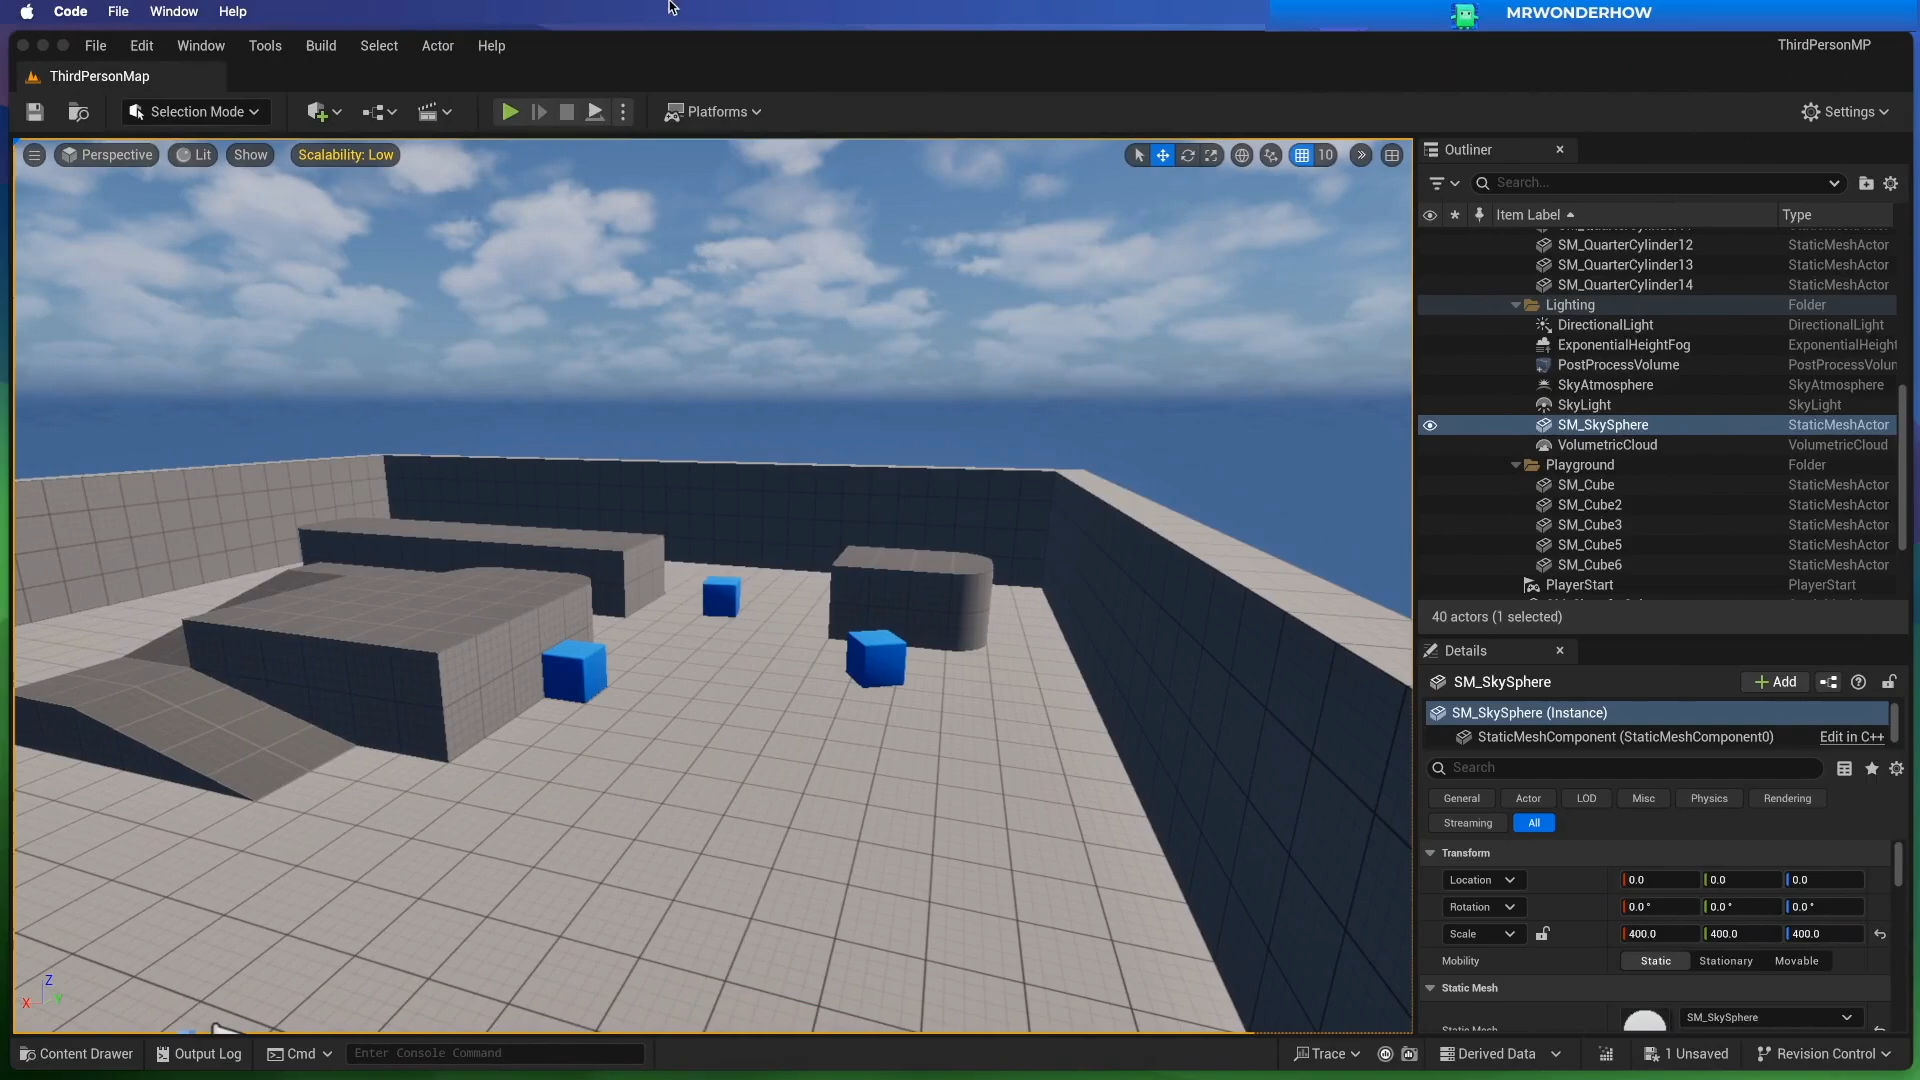 Code File Window Help
MRWONDERHOW
File Edit Window Tools Build Select Actor Help
ThirdPersonMP
ThirdPersonMap
Selection Mode
Platforms
Settings
Perspective Lit Show Scalability: Low
10
Outliner
Search...
Item Label Type
SM_QuarterCylinder12 StaticMeshActor
SM_QuarterCylinder13 StaticMeshActor
SM_QuarterCylinder14 StaticMeshActor
Lighting Folder
DirectionalLight DirectionalLight
ExponentialHeightFog ExponentialHeight
PostProcessVolume PostProcessVolun
SkyAtmosphere SkyAtmosphere
SkyLight SkyLight
SM_SkySphere StaticMeshActor
VolumetricCloud VolumetricCloud
Playground Folder
SM_Cube StaticMeshActor
SM_Cube2 StaticMeshActor
SM_Cube3 StaticMeshActor
SM_Cube5 StaticMeshActor
SM_Cube6 StaticMeshActor
PlayerStart PlayerStart
40 actors (1 selected)
Details
SM_SkySphere
Add
SM_SkySphere (Instance)
StaticMeshComponent (StaticMeshComponent0) Edit in C++
Search
General Actor LOD Misc Physics Rendering
Streaming All
Transform
Location 0.0 0.0 0.0
Rotation 0.0 ° 0.0 ° 0.0 °
Scale 400.0 400.0 400.0
Mobility Static Stationary Movable
Static Mesh
Static Mesh SM_SkySphere
Z
X Y
Content Drawer Output Log Cmd Enter Console Command
Trace Derived Data 1 Unsaved Revision Control